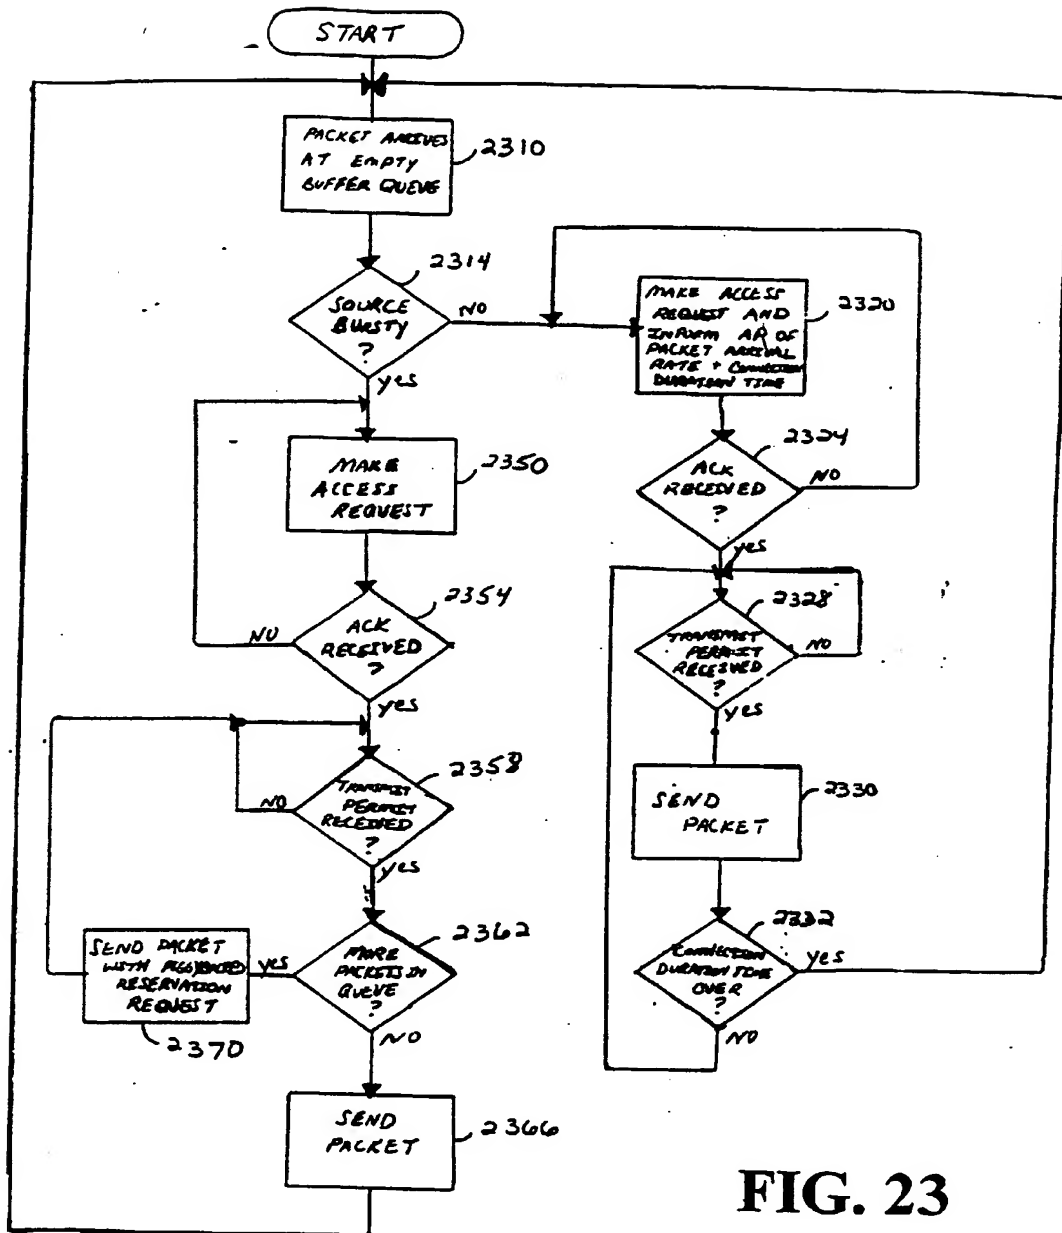 START
PACKET ARRIVES
AT EMPTY
BUFFER QUEUE
2310
2314
SOURCE
BURSTY
?
NO
yes
MAKE ACCESS
REQUEST AND
INFORM AP OF
PACKET ARRIVAL
RATE + CONNECTION
DURATION TIME
2320
2324
ACK
RECEIVED
?
NO
yes
MAKE
ACCESS
REQUEST
2350
2354
ACK
RECEIVED
?
NO
yes
2328
TRANSMIT
PERMIT
RECEIVED
?
NO
yes
2358
TRANSMIT
PERMIT
RECEIVED
?
NO
yes
SEND
PACKET
2330
2332
CONNECTION
DURATION TIME
OVER
?
yes
NO
2362
MORE
PACKETS IN
QUEUE
?
yes
NO
SEND PACKET
WITH PIGGYBACKED
RESERVATION
REQUEST
2370
SEND
PACKET
2366
FIG. 23